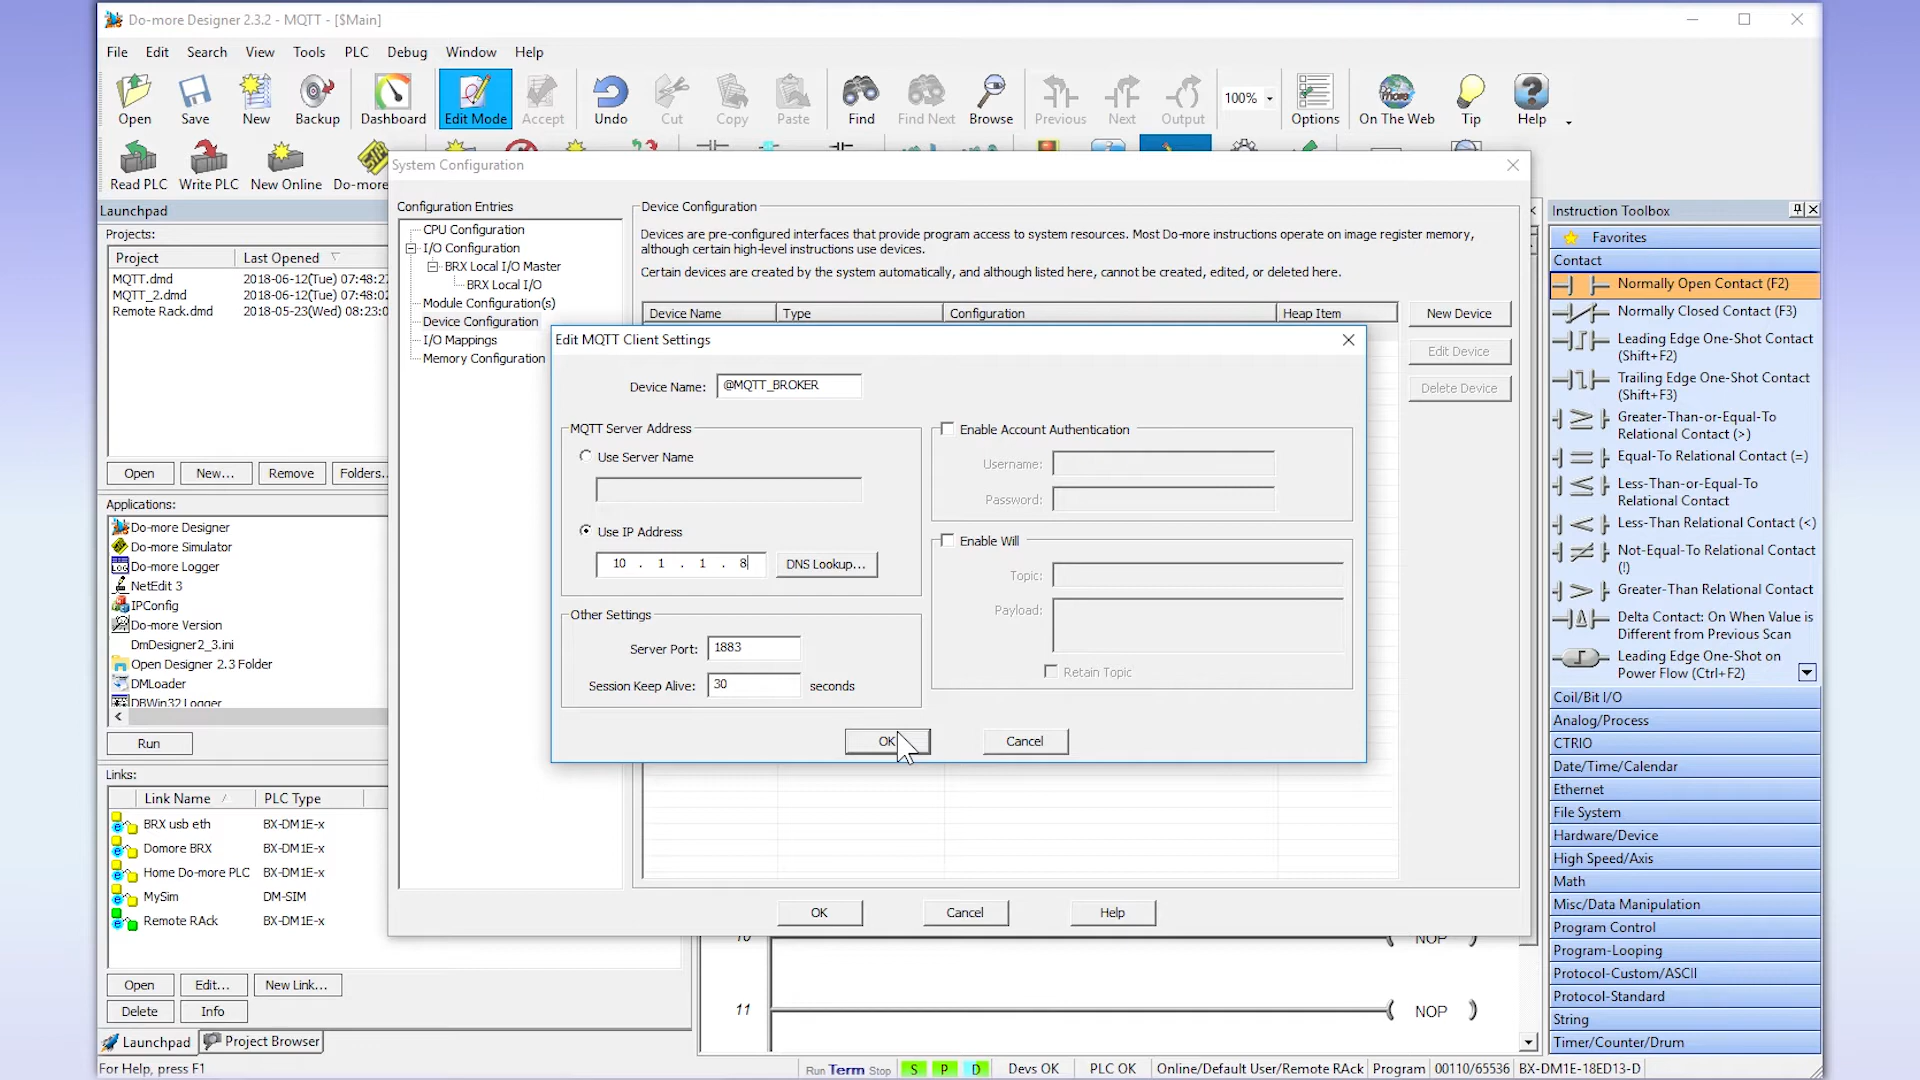 Do-more Designer 2.3.2 - MQTT - [$Main]
File Edit Search View Tools PLC Debug Window Help
Open Save New Backup Dashboard Edit Mode Accept Undo Cut Copy Paste Find Find Next Browse Previous Next Output 100% Options On The Web Tip Help
Read PLC Write PLC New Online Do-more
Launchpad
Projects:
Project Last Opened
MQTT.dmd 2018-06-12(Tue) 07:48:27
MQTT_2.dmd 2018-06-12(Tue) 07:48:02
Remote Rack.dmd 2018-05-23(Wed) 08:23:0
Open New... Remove Folders..
Applications:
Do-more Designer
Do-more Simulator
Do-more Logger
NetEdit 3
IPConfig
Do-more Version
DmDesigner2_3.ini
Open Designer 2.3 Folder
DMLoader
DBWin32 Logger
Run
Links:
Link Name PLC Type
BRX usb eth BX-DM1E-x
Domore BRX BX-DM1E-x
Home Do-more PLC BX-DM1E-x
MySim DM-SIM
Remote RAck BX-DM1E-x
Open Edit... New Link...
Delete Info
Launchpad Project Browser
For Help, press F1
System Configuration
Configuration Entries
CPU Configuration
I/O Configuration
BRX Local I/O Master
BRX Local I/O
Module Configuration(s)
Device Configuration
I/O Mappings
Memory Configuration
Device Configuration
Devices are pre-configured interfaces that provide program access to system resources. Most Do-more instructions operate on image register memory,
although certain high-level instructions use devices.
Certain devices are created by the system automatically, and although listed here, cannot be created, edited, or deleted here.
Device Name Type Configuration Heap Item
New Device
Edit Device
Delete Device
Edit MQTT Client Settings
Device Name: @MQTT_BROKER
MQTT Server Address
Use Server Name
Use IP Address
10 . 1 . 1 . 8 DNS Lookup...
Other Settings
Server Port: 1883
Session Keep Alive: 30 seconds
Enable Account Authentication
Username:
Password:
Enable Will
Topic:
Payload:
Retain Topic
OK Cancel
OK Cancel Help
10 NOP
11 NOP
Instruction Toolbox
Favorites
Contact
Normally Open Contact (F2)
Normally Closed Contact (F3)
Leading Edge One-Shot Contact
(Shift+F2)
Trailing Edge One-Shot Contact
(Shift+F3)
Greater-Than-or-Equal-To
Relational Contact (>)
Equal-To Relational Contact (=)
Less-Than-or-Equal-To
Relational Contact
Less-Than Relational Contact (<)
Not-Equal-To Relational Contact
(!)
Greater-Than Relational Contact
Delta Contact: On When Value is
Different from Previous Scan
Leading Edge One-Shot on
Power Flow (Ctrl+F2)
Coil/Bit I/O
Analog/Process
CTRIO
Date/Time/Calendar
Ethernet
File System
Hardware/Device
High Speed/Axis
Math
Misc/Data Manipulation
Program Control
Program-Looping
Protocol-Custom/ASCII
Protocol-Standard
String
Timer/Counter/Drum
Run Term Stop S P D Devs OK PLC OK Online/Default User/Remote RAck Program 00110/65536 BX-DM1E-18ED13-D